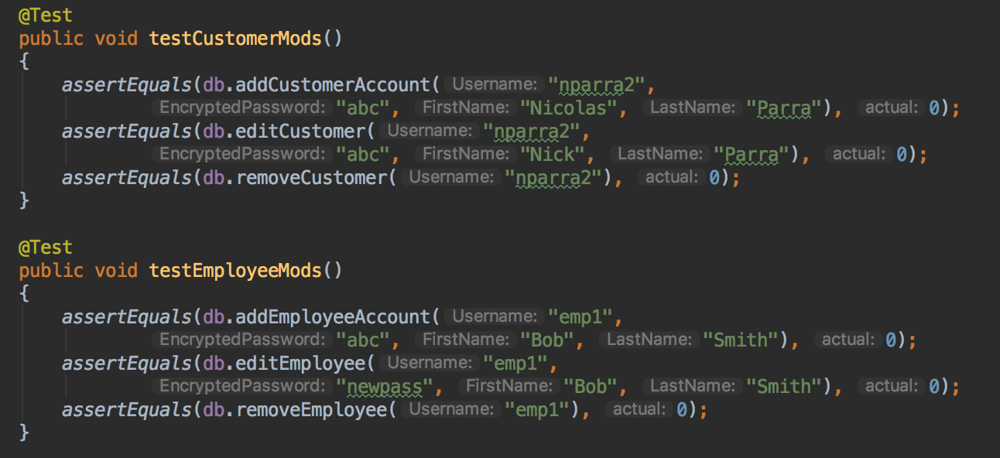 @Test
public void testCustomerMods()
{
assertEquals(db.addCustomerAccount( Username: "nparra2",
EncryptedPassword: "abc", FirstName: "Nicolas", LastName: "Parra"), actual: 0);
assertEquals(db.editCustomer( Username: "nparra2",
EncryptedPassword: "abc", FirstName: "Nick", LastName: "Parra"), actual: 0);
assertEquals(db.removeCustomer( Username: "nparra2"), actual: 0);
}
@Test
public void testEmployeeMods()
{
assertEquals(db.addEmployeeAccount( Username: "emp1",
EncryptedPassword: "abc", FirstName: "Bob", LastName: "Smith"), actual: 0);
assertEquals(db.editEmployee( Username: "emp1",
EncryptedPassword: "newpass", FirstName: "Bob", LastName: "Smith"), actual: 0);
assertEquals(db.removeEmployee( Username: "emp1"), actual: 0);
}